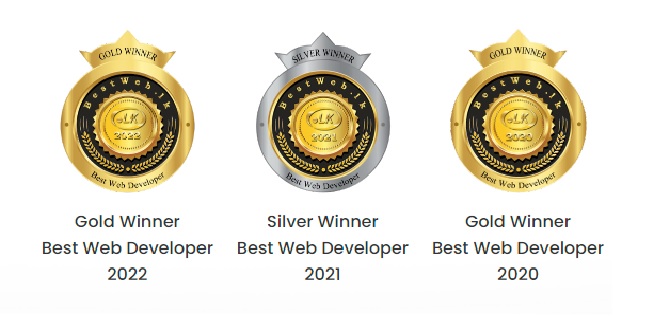 GOLD WINNER
BestWeb.lk
.LK
2022
Best Web Developer
SILVER WINNER
BestWeb.lk
.LK
2021
Best Web Developer
GOLD WINNER
BestWeb.lk
.LK
2020
Best Web Developer
Gold Winner
Best Web Developer
2022
Silver Winner
Best Web Developer
2021
Gold Winner
Best Web Developer
2020